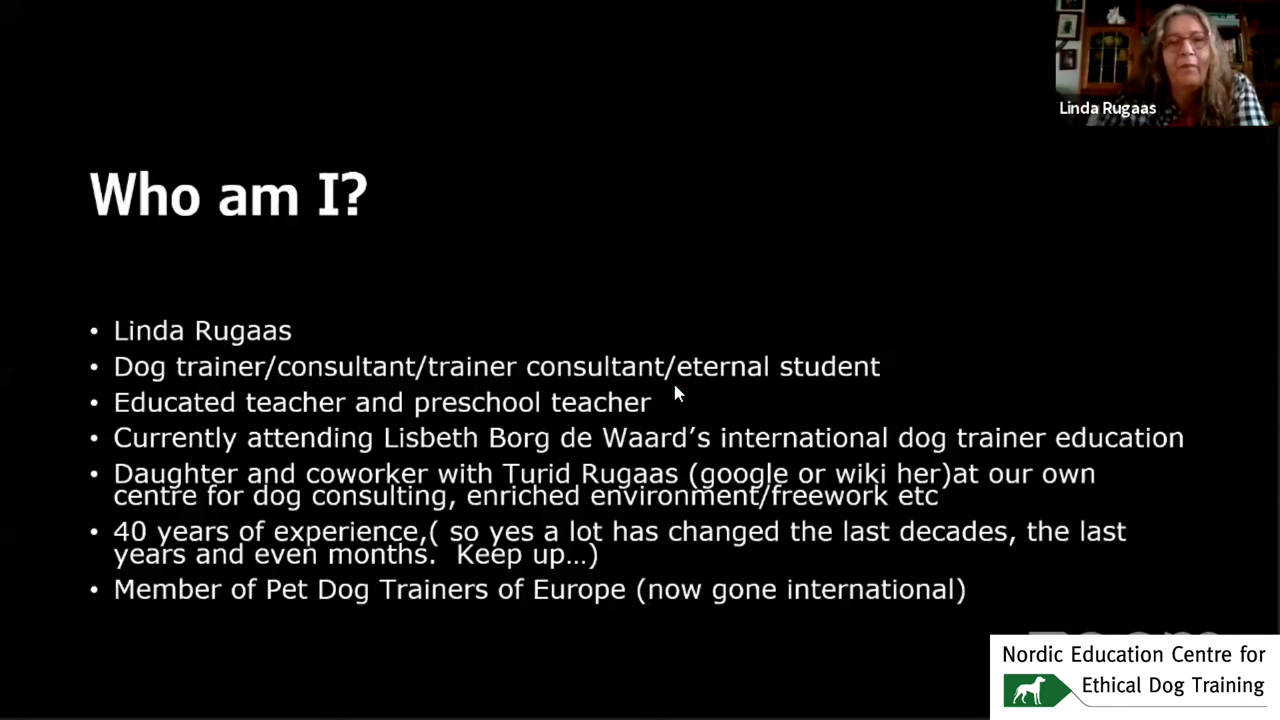 Linda Rugaas
Who am I?
• Linda Rugaas
• Dog trainer/consultant/trainer consultant/eternal student
• Educated teacher and preschool teacher
• Currently attending Lisbeth Borg de Waard’s international dog trainer education
• Daughter and coworker with Turid Rugaas (google or wiki her)at our own
centre for dog consulting, enriched environment/freework etc
• 40 years of experience,( so yes a lot has changed the last decades, the last
years and even months.  Keep up…)
• Member of Pet Dog Trainers of Europe (now gone international)
Nordic Education Centre for
Ethical Dog Training